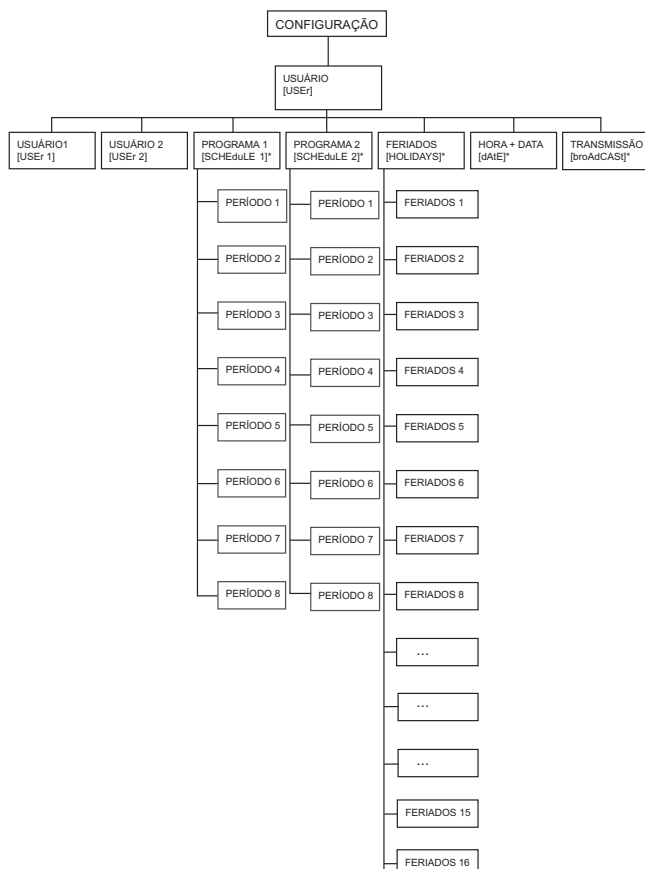 CONFIGURAÇÃO
USUÁRIO
[USEr]
USUÁRIO1
[USEr 1]
USUÁRIO 2
[USEr 2]
PROGRAMA 1
[SCHEduLE 1]*
PROGRAMA 2
[SCHEduLE 2]*
FERIADOS
[HOLIDAYS]*
HORA + DATA
[dAtE]*
TRANSMISSÃO
[broAdCASt]*
PERÍODO 1
PERÍODO 1
FERIADOS 1
PERÍODO 2
PERÍODO 2
FERIADOS 2
PERÍODO 3
PERÍODO 3
FERIADOS 3
PERÍODO 4
PERÍODO 4
FERIADOS 4
PERÍODO 5
PERÍODO 5
FERIADOS 5
PERÍODO 6
PERÍODO 6
FERIADOS 6
PERÍODO 7
PERÍODO 7
FERIADOS 7
PERÍODO 8
PERÍODO 8
FERIADOS 8
...
...
...
FERIADOS 15
FERIADOS 16